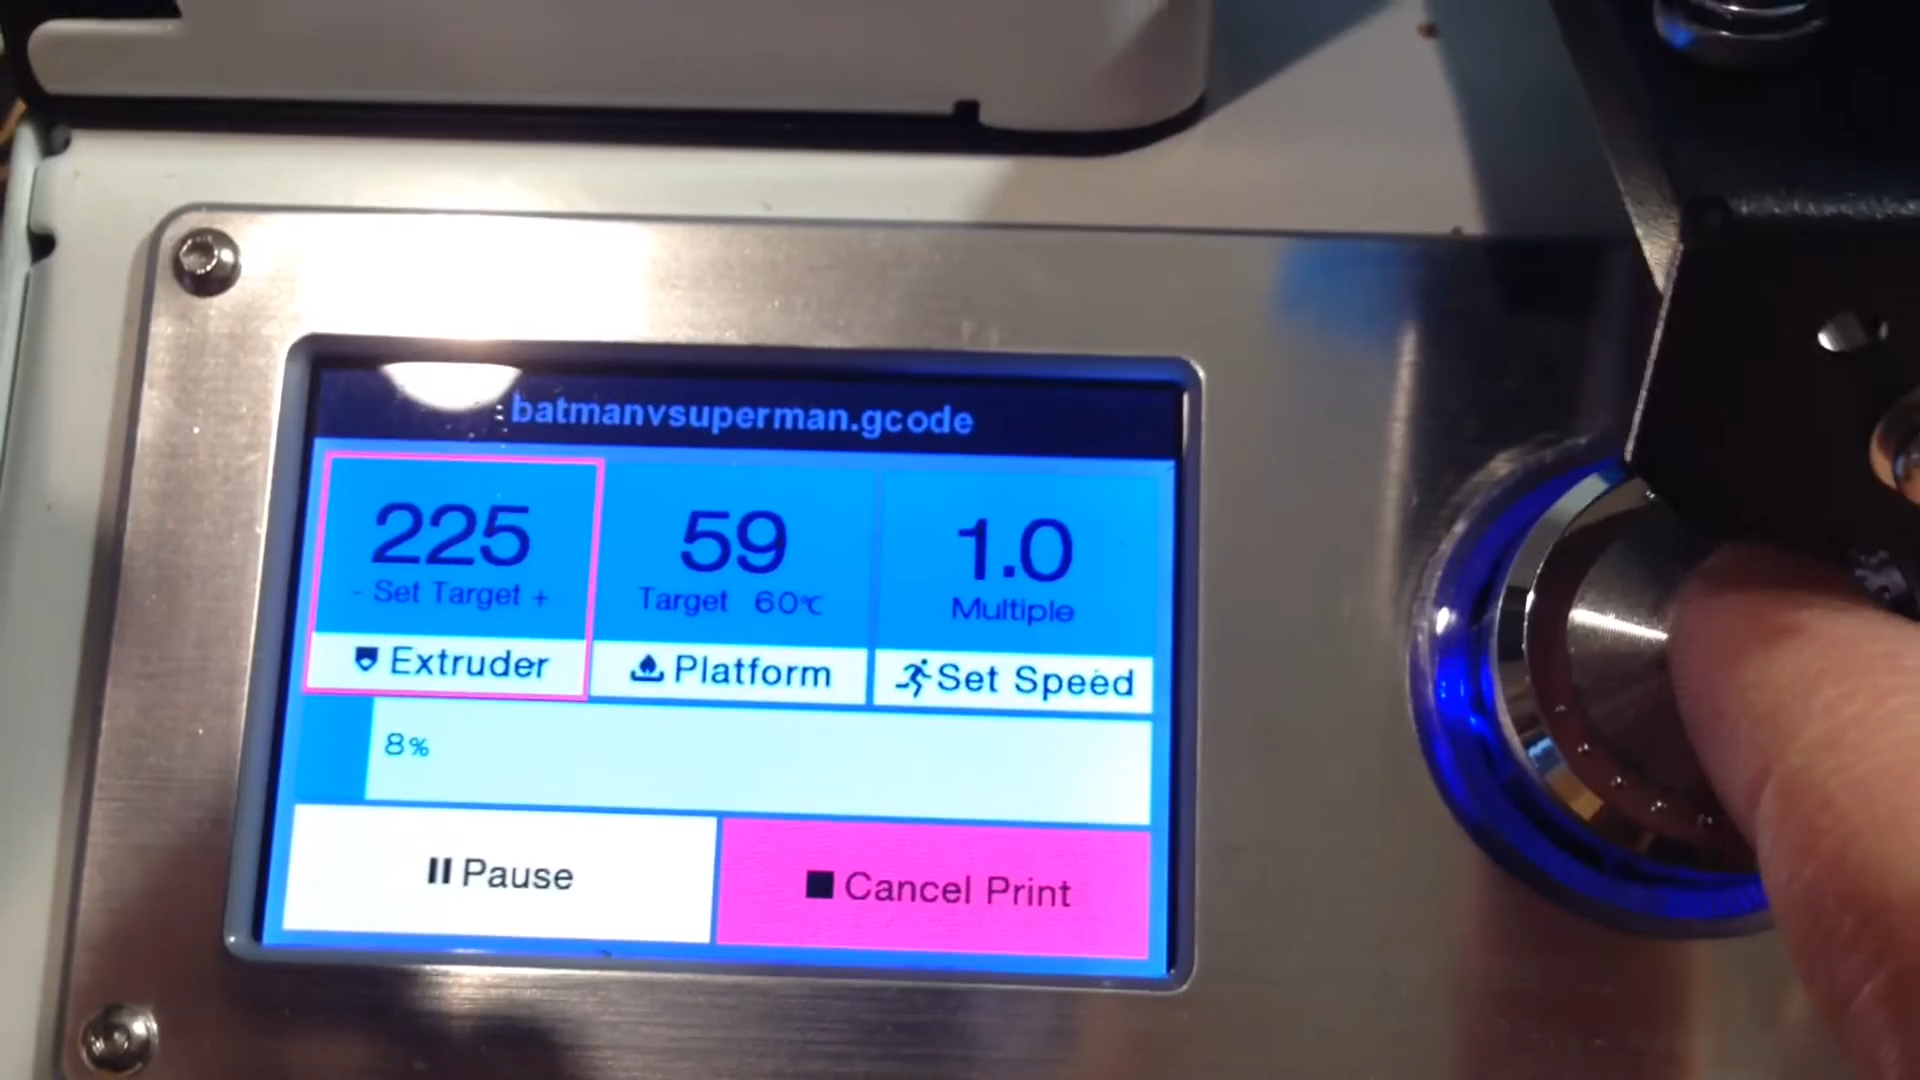 batmanvsuperman.gcode
225
- Set Target +
Extruder
59
Target 60℃
Platform
1.0
Multiple
Set Speed
8%
Pause
Cancel Print